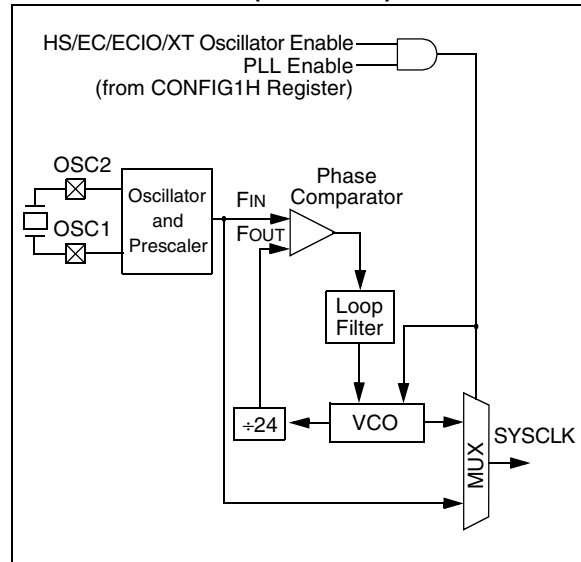 HS/EC/ECIO/XT Oscillator Enable
PLL Enable
(from CONFIG1H Register)
OSC2
OSC1
Oscillator
and
Prescaler
FIN
FOUT
Phase
Comparator
Loop
Filter
÷24
VCO
MUX
SYSCLK